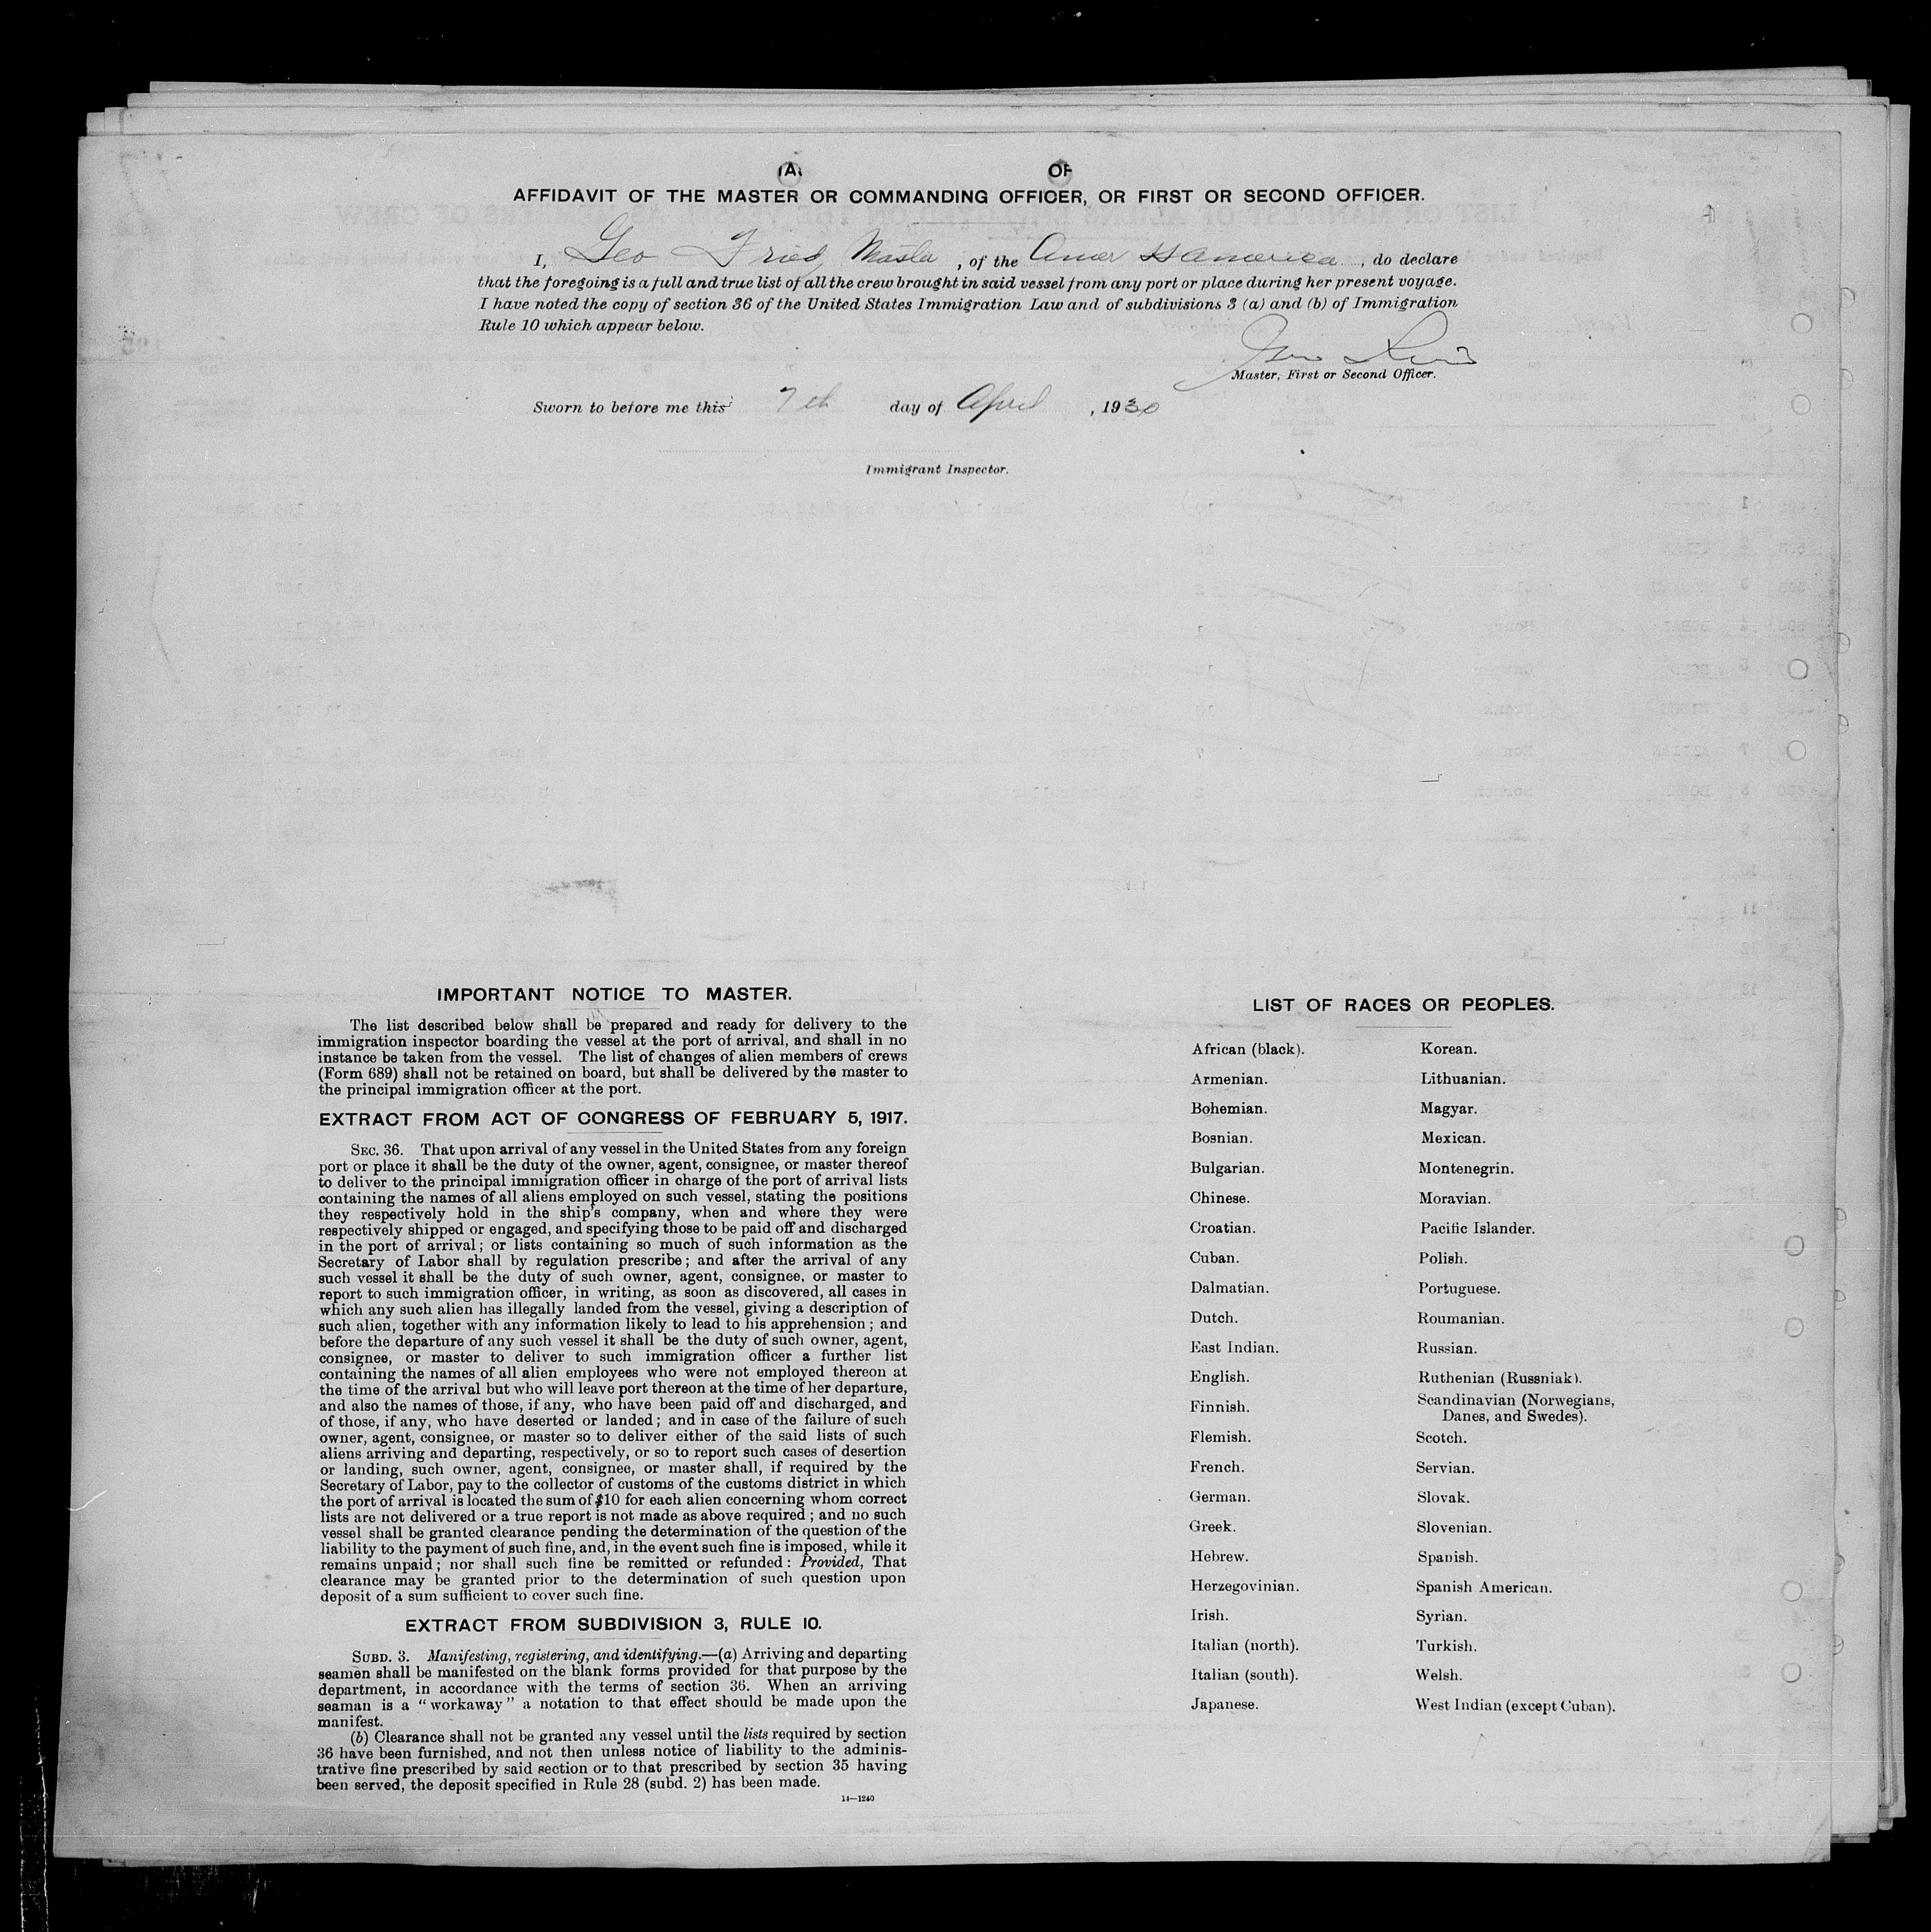 AFFIDAVIT OF THE MASTER OR COMMANDING OFFICER, OR FIRST OR SECOND OFFICER.
I, Geo Fried, Master, of the Amer SS America, do declare
that the foregoing is a full and true list of all the crew brought in said vessel from any port or place during her present voyage.
I have noted the copy of section 36 of the United States Immigration Law and of subdivisions 3 (a) and (b) of Immigration
Rule 10 which appear below.
Geo Fried
Master, First or Second Officer.
Sworn to before me this 7th day of April, 1930
Immigrant Inspector.
IMPORTANT NOTICE TO MASTER.
The list described below shall be prepared and ready for delivery to the
immigration inspector boarding the vessel at the port of arrival, and shall in no
instance be taken from the vessel. The list of changes of alien members of crews
(Form 689) shall not be retained on board, but shall be delivered by the master to
the principal immigration officer at the port.
EXTRACT FROM ACT OF CONGRESS OF FEBRUARY 5, 1917.
SEC. 36. That upon arrival of any vessel in the United States from any foreign
port or place it shall be the duty of the owner, agent, consignee, or master thereof
to deliver to the principal immigration officer in charge of the port of arrival lists
containing the names of all aliens employed on such vessel, stating the positions
they respectively hold in the ship's company, when and where they were
respectively shipped or engaged, and specifying those to be paid off and discharged
in the port of arrival; or lists containing so much of such information as the
Secretary of Labor shall by regulation prescribe; and after the arrival of any
such vessel it shall be the duty of such owner, agent, consignee, or master to
report to such immigration officer, in writing, as soon as discovered, all cases in
which any such alien has illegally landed from the vessel, giving a description of
such alien, together with any information likely to lead to his apprehension; and
before the departure of any such vessel it shall be the duty of such owner, agent,
consignee, or master to deliver to such immigration officer a further list
containing the names of all alien employees who were not employed thereon at
the time of the arrival but who will leave port thereon at the time of her departure,
and also the names of those, if any, who have been paid off and discharged, and
of those, if any, who have deserted or landed; and in case of the failure of such
owner, agent, consignee, or master so to deliver either of the said lists of such
aliens arriving and departing, respectively, or so to report such cases of desertion
or landing, such owner, agent, consignee, or master shall, if required by the
Secretary of Labor, pay to the collector of customs of the customs district in which
the port of arrival is located the sum of $10 for each alien concerning whom correct
lists are not delivered or a true report is not made as above required; and no such
vessel shall be granted clearance pending the determination of the question of the
liability to the payment of such fine, and, in the event such fine is imposed, while it
remains unpaid; nor shall such fine be remitted or refunded: Provided, That
clearance may be granted prior to the determination of such question upon
deposit of a sum sufficient to cover such fine.
EXTRACT FROM SUBDIVISION 3, RULE 10.
SUBD. 3. Manifesting, registering, and identifying.—(a) Arriving and departing
seamen shall be manifested on the blank forms provided for that purpose by the
department, in accordance with the terms of section 36. When an arriving
seaman is a "workaway" a notation to that effect should be made upon the
manifest.
(b) Clearance shall not be granted any vessel until the lists required by section
36 have been furnished, and not then unless notice of liability to the adminis-
trative fine prescribed by said section or to that prescribed by section 35 having
been served, the deposit specified in Rule 28 (subd. 2) has been made.
14—1240
LIST OF RACES OR PEOPLES.
African (black). Korean.
Armenian. Lithuanian.
Bohemian. Magyar.
Bosnian. Mexican.
Bulgarian. Montenegrin.
Chinese. Moravian.
Croatian. Pacific Islander.
Cuban. Polish.
Dalmatian. Portuguese.
Dutch. Roumanian.
East Indian. Russian.
English. Ruthenian (Russniak).
Finnish. Scandinavian (Norwegians,
Danes, and Swedes).
Flemish. Scotch.
French. Servian.
German. Slovak.
Greek. Slovenian.
Hebrew. Spanish.
Herzegovinian. Spanish American.
Irish. Syrian.
Italian (north). Turkish.
Italian (south). Welsh.
Japanese. West Indian (except Cuban).